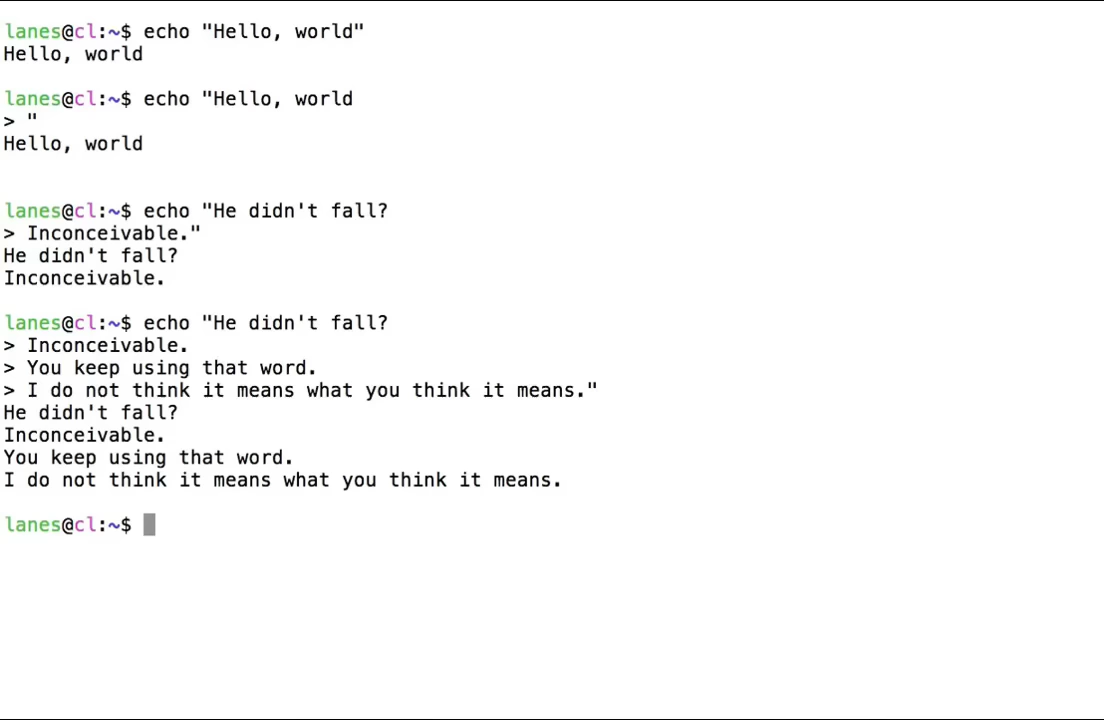 lanes@cl:~$ echo "Hello, world"
Hello, world
lanes@cl:~$ echo "Hello, world
> "
Hello, world
lanes@cl:~$ echo "He didn't fall?
> Inconceivable."
He didn't fall?
Inconceivable.
lanes@cl:~$ echo "He didn't fall?
> Inconceivable.
> You keep using that word.
> I do not think it means what you think it means."
He didn't fall?
Inconceivable.
You keep using that word.
I do not think it means what you think it means.
lanes@cl:~$